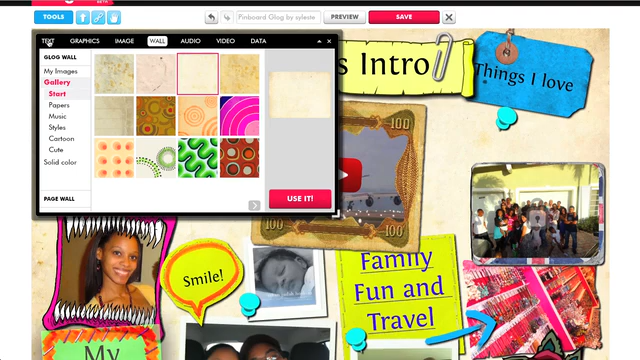 TOOLS
Pinboard Glog by syleste
PREVIEW
SAVE
TEXT GRAPHICS IMAGE WALL AUDIO VIDEO DATA
GLOG WALL
My Images
Gallery
Start
Papers
Music
Styles
Cartoon
Cute
Solid color
PAGE WALL
USE IT!
s Intro
Things I love
100
100
100
Smile!
Family
Fun and
Travel
My